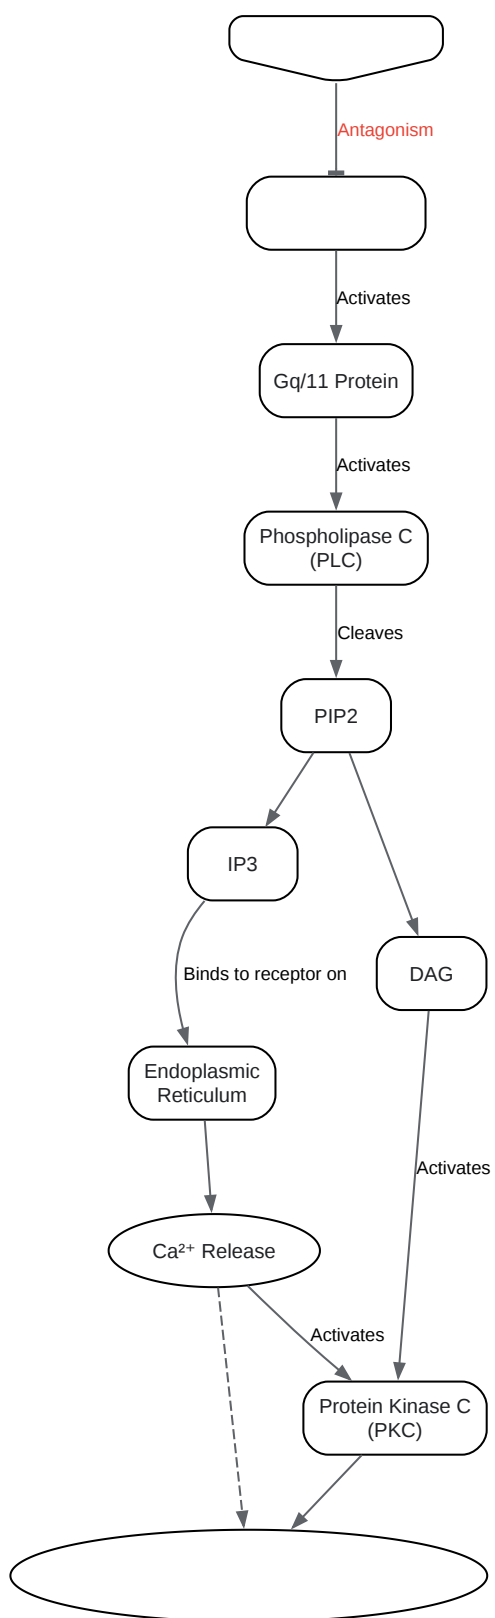 Antagonism
Activates
Gq/11 Protein
Activates
Phospholipase C
(PLC)
Cleaves
PIP2
IP3
DAG
Binds to receptor on
Endoplasmic
Reticulum
Activates
Ca²⁺ Release
Activates
Protein Kinase C
(PKC)